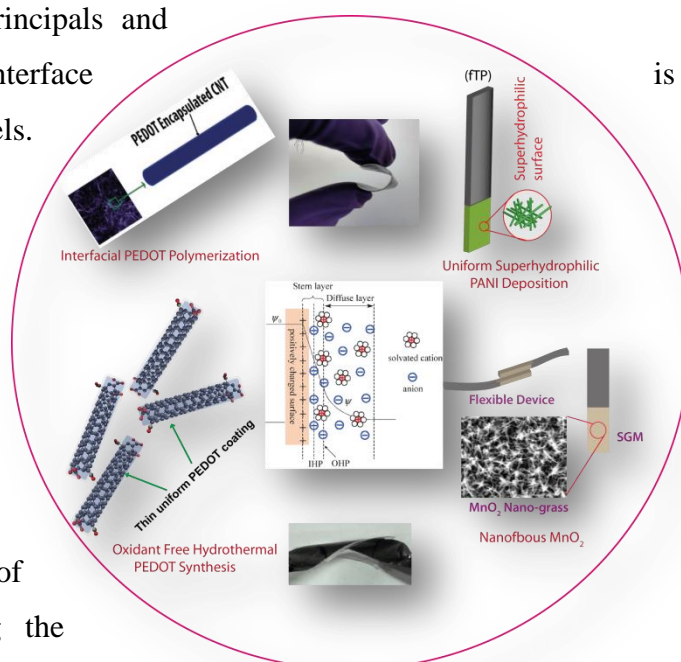 rincipals and
nterface
is
els.
PEDOT Encapsulated CNT
Interfacial PEDOT Polymerization
(fTP)
Superhydrophilic
surface
Uniform Superhydrophilic
PANI Deposition
Stern layer
Diffuse layer
Ψ0
positively charged surface
solvated cation
anion
Ψ
IHP
OHP
Thin uniform PEDOT coating
Oxidant Free Hydrothermal
PEDOT Synthesis
Flexible Device
SGM
MnO2 Nano-grass
Nanofbous MnO2
of
the